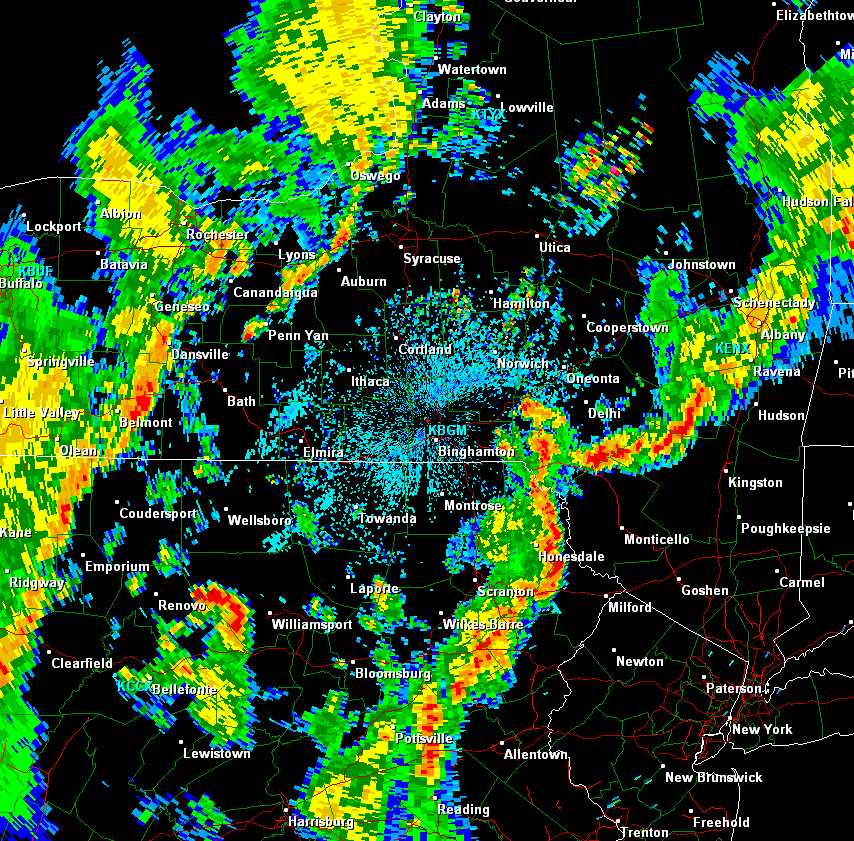 Gouverneur
Clayton
Elizabethtow
Mi
Watertown
Adams
Lowville
KTYX
Oswego
Hudson Fal
Albion
Lockport
Rochester
Lyons
Syracuse
Utica
Batavia
KBUF
Buffalo
Johnstown
Auburn
Canandaigua
Geneseo
Hamilton
Schenectady
Cooperstown
Albany
Penn Yan
Cortland
KENX
Springville
Dansville
Norwich
Ithaca
Oneonta
Ravena
Pit
Bath
Little Valley
Belmont
Delhi
Hudson
KBGM
Olean
Elmira
Binghamton
Kingston
Coudersport
Wellsboro
Montrose
Towanda
Poughkeepsie
Kane
Monticello
Honesdale
Emporium
Ridgway
Laporte
Scranton
Goshen
Carmel
Renovo
Milford
Williamsport
Wilkes Barre
Clearfield
Bloomsburg
Newton
KCCX
Bellefonte
Paterson
New York
Pottsville
Lewistown
Allentown
New Brunswick
Reading
Harrisburg
Freehold
Trenton